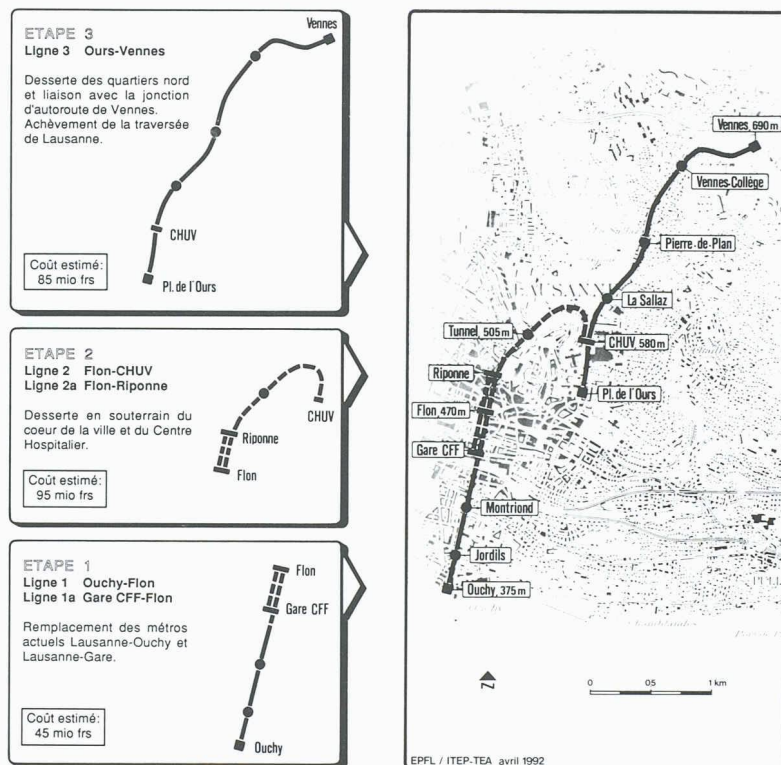 ETAPE 3
Ligne 3 Ours-Vennes
Desserte des quartiers nord
et liaison avec la jonction
d'autoroute de Vennes.
Achèvement de la traversée
de Lausanne.
Coût estimé:
85 mio frs
Vennes
CHUV
Pl. de l'Ours
ETAPE 2
Ligne 2 Flon-CHUV
Ligne 2a Flon-Riponne
Desserte en souterrain du
coeur de la ville et du Centre
Hospitalier.
Coût estimé:
95 mio frs
CHUV
Riponne
Flon
ETAPE 1
Ligne 1 Ouchy-Flon
Ligne 1a Gare CFF-Flon
Remplacement des métros
actuels Lausanne-Ouchy et
Lausanne-Gare.
Coût estimé:
45 mio frs
Flon
Gare CFF
Ouchy
Vennes, 690 m
Vennes-Collège
Pierre-de-Plan
La Sallaz
Tunnel, 505 m
CHUV, 580 m
Riponne
Pl. de l'Ours
Flon, 470 m
Gare CFF
Montriond
Jordils
Ouchy, 375 m
N
0 05 1 km
EPFL / ITEP-TEA avril 1992